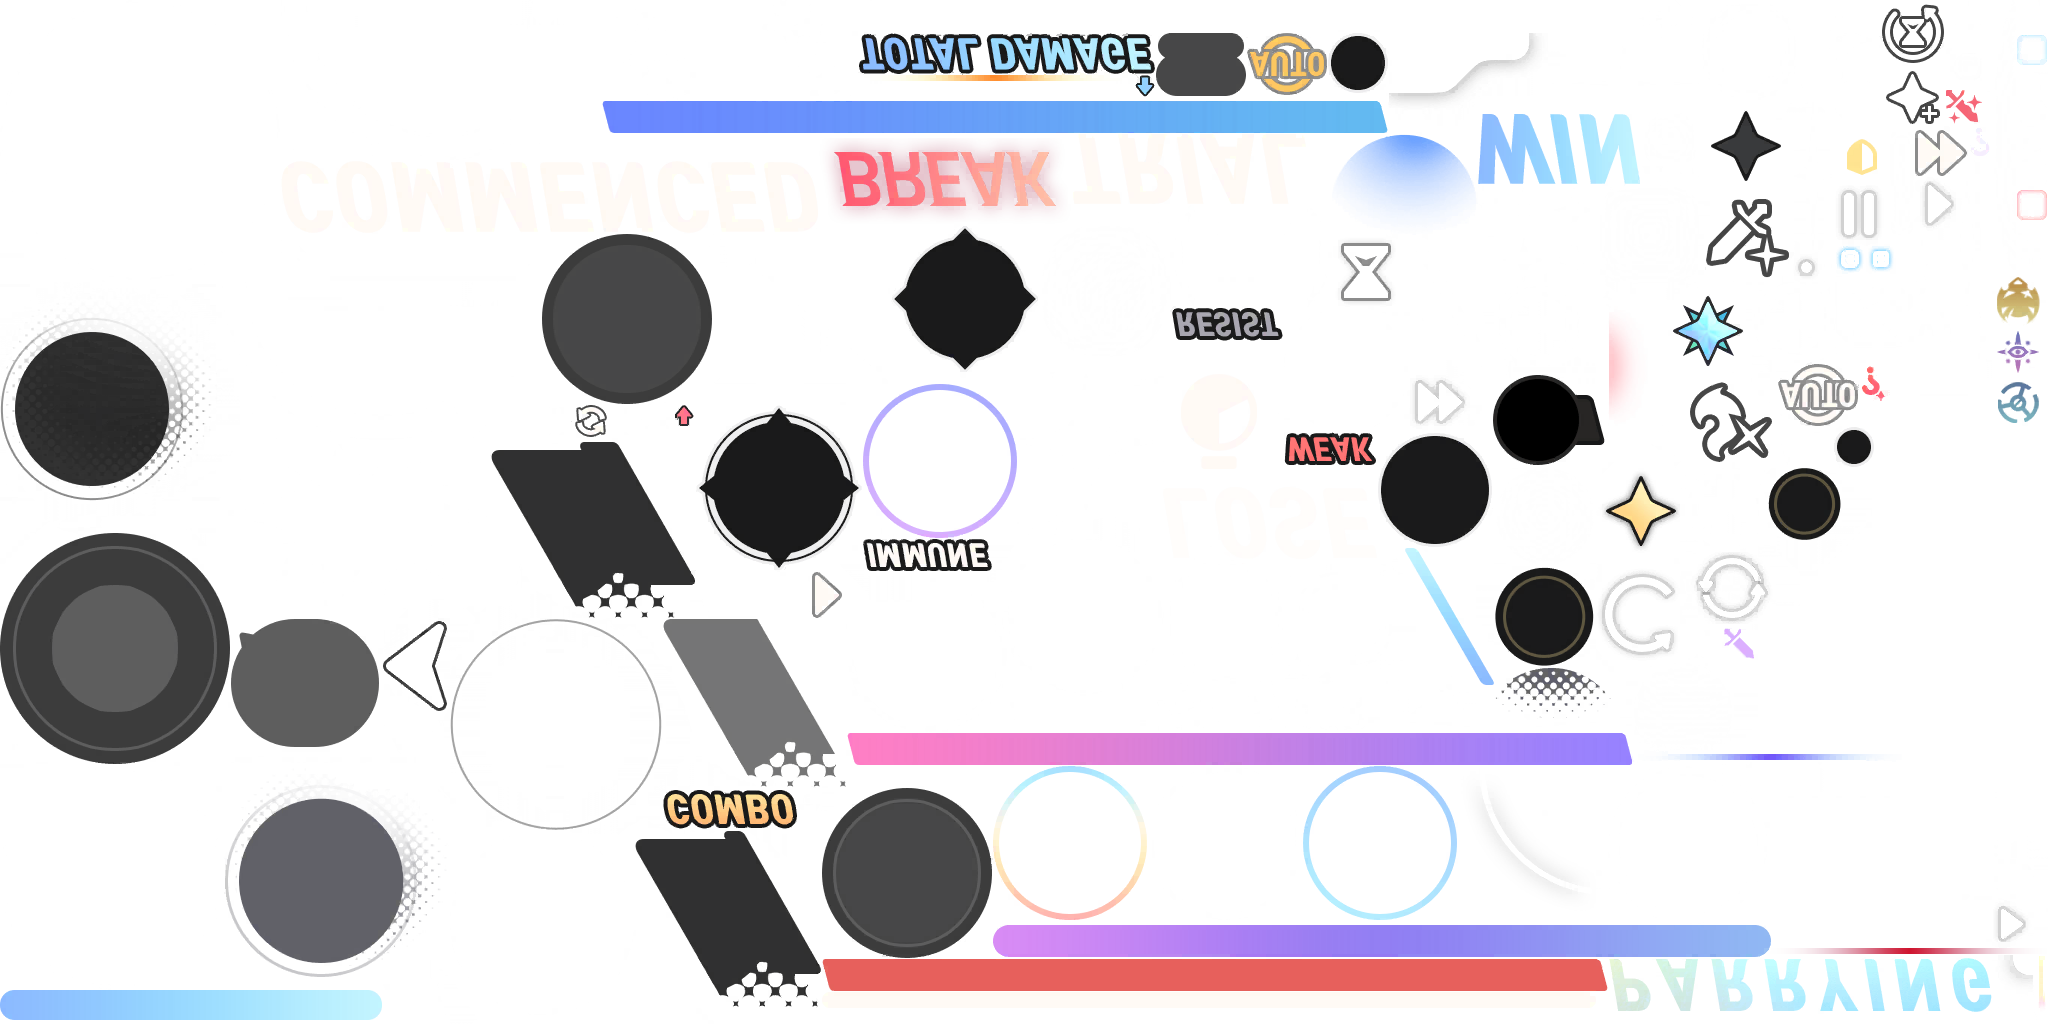 TOTAL DAMAGE
AUTO
WIN
COMMENCED
BREAK
TRIAL
RESIST
AUTO
WEAK
LOSE
IMMUNE
COMBO
PARRYING